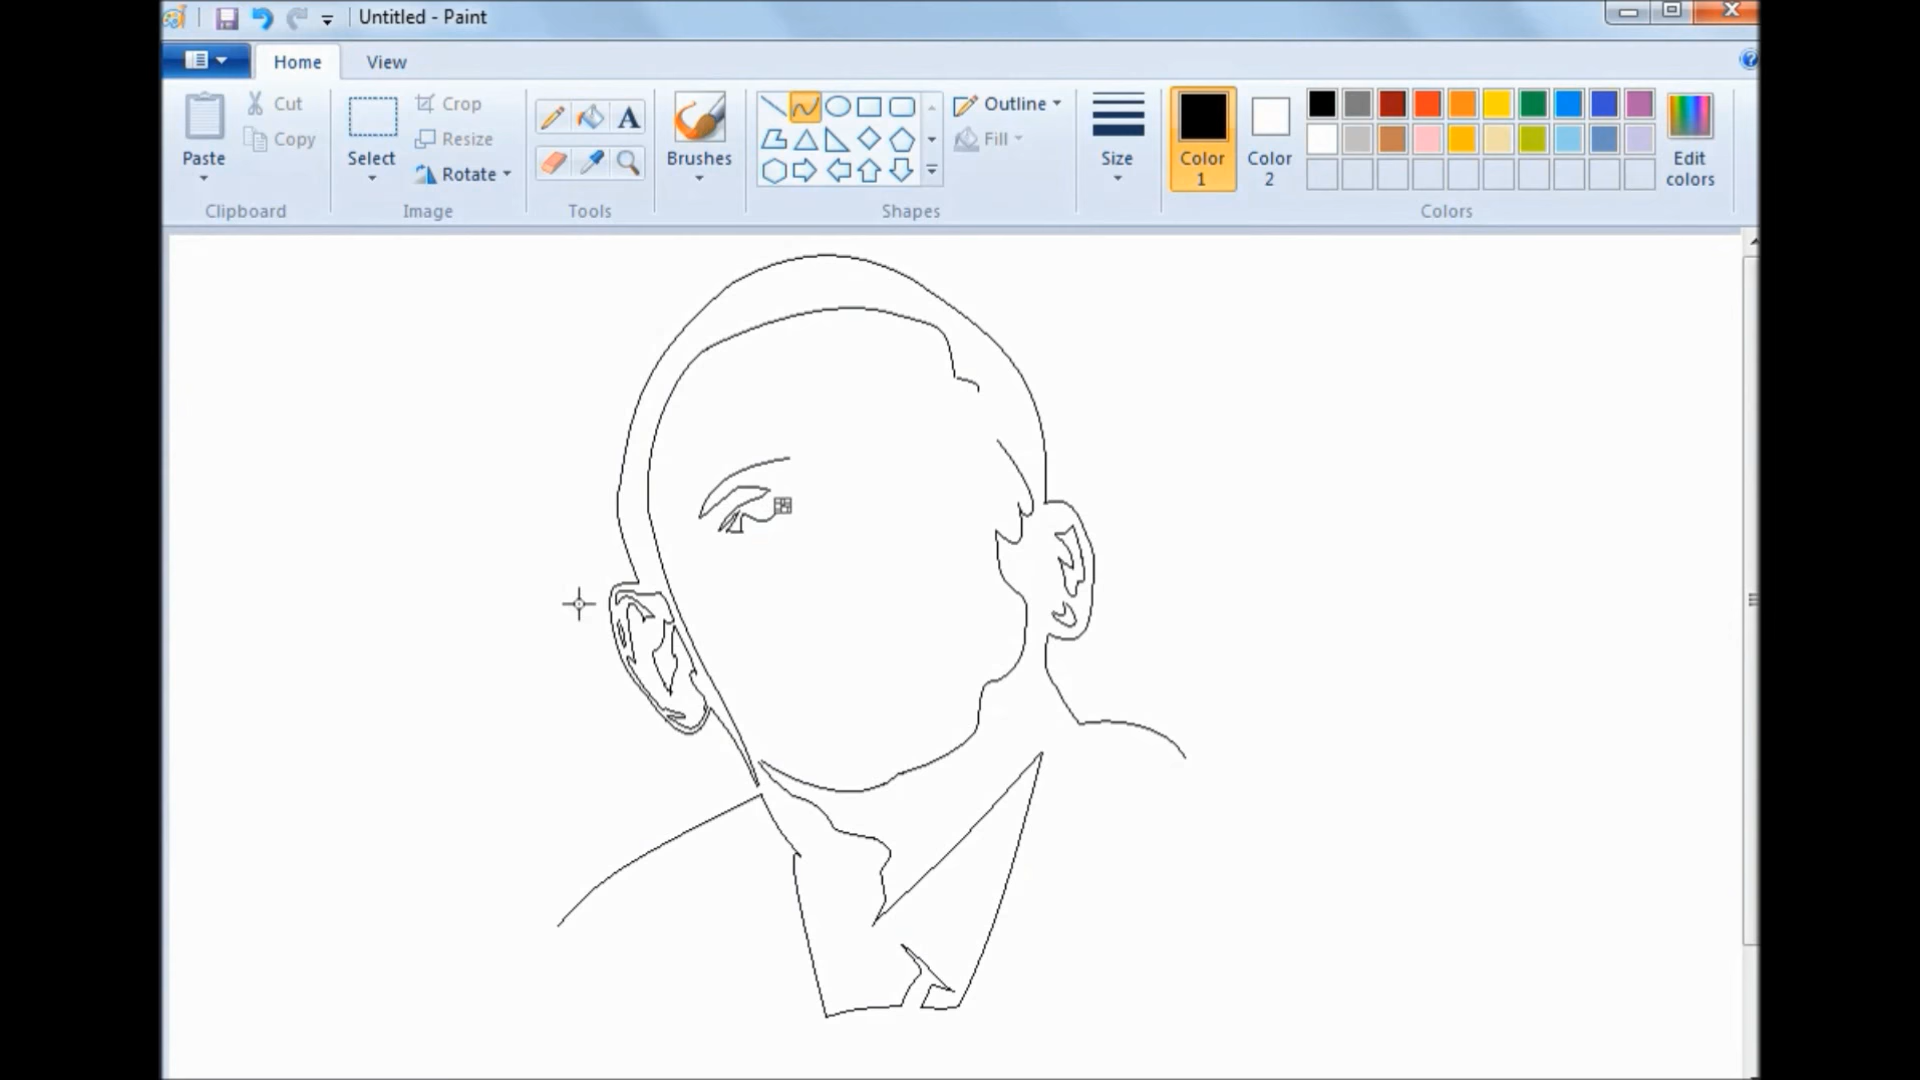 Untitled - Paint
Home View
Paste
Cut
Copy
Clipboard
Select
Crop
Resize
Rotate
Image
A
Tools
Brushes
Outline
Fill
Shapes
Size
Color
1
Color
2
Edit
colors
Colors
?